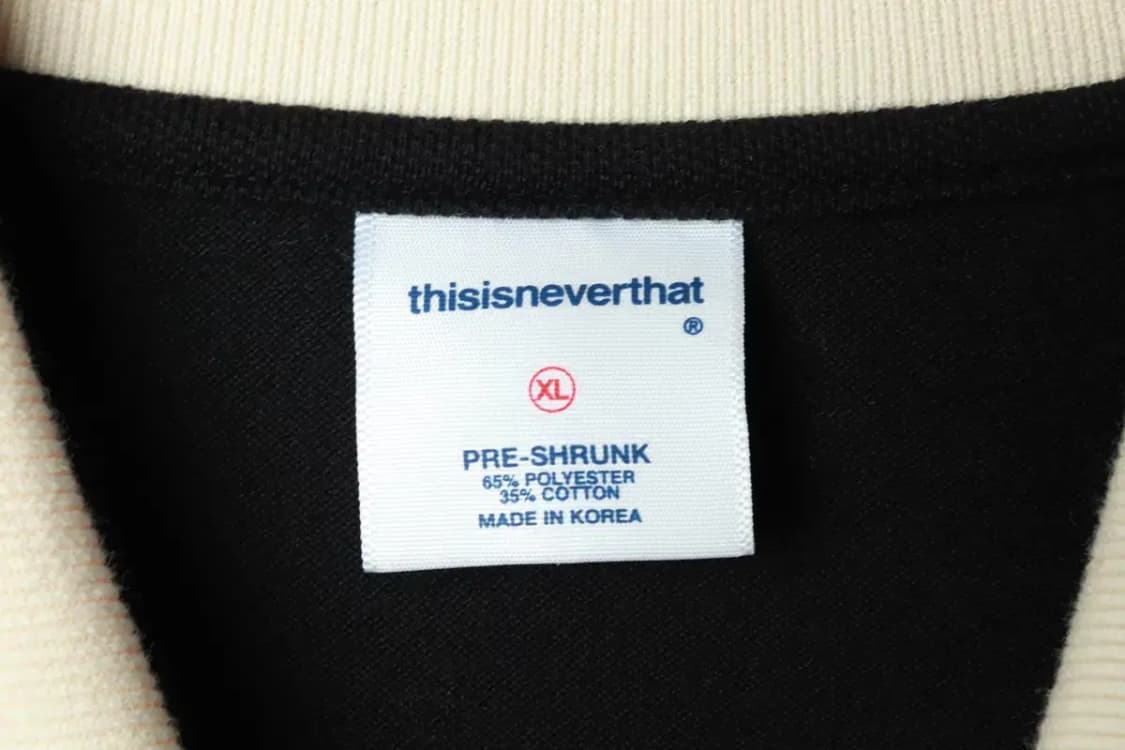 thisisneverthat
®
XL
PRE-SHRUNK
65% POLYESTER
35% COTTON
MADE IN KOREA